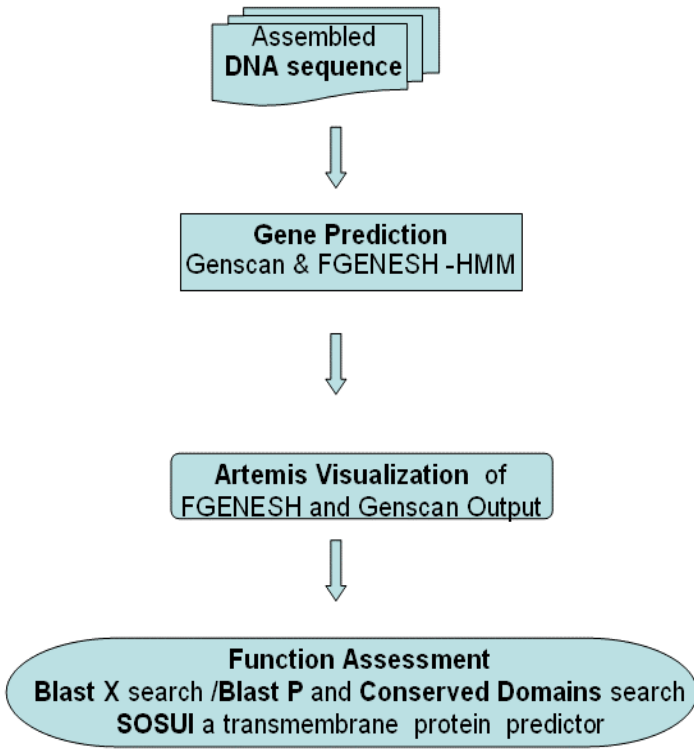 Assembled
DNA sequence
Gene Prediction
Genscan & FGENESH -HMM
Artemis Visualization of
FGENESH and Genscan Output
Function Assessment
Blast X search /Blast P and Conserved Domains search
SOSUI a transmembrane protein predictor